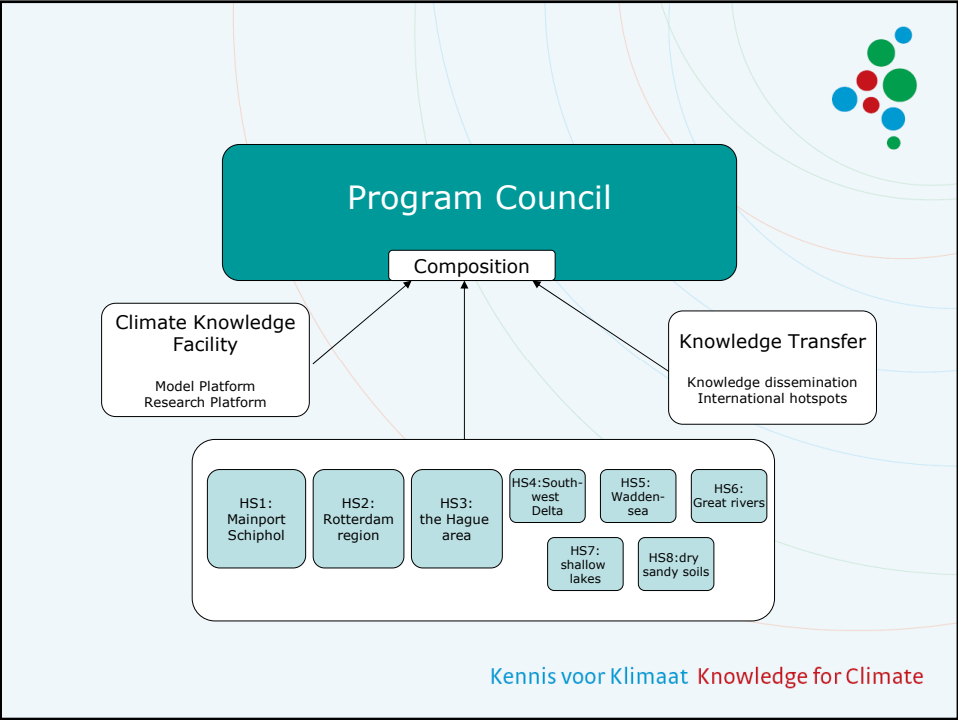 Program Council
Composition
Climate Knowledge
Facility
Model Platform
Research Platform
Knowledge Transfer
Knowledge dissemination
International hotspots
HS1:
Mainport
Schiphol
HS2:
Rotterdam
region
HS3:
the Hague
area
HS4:South-
west
Delta
HS5:
Wadden-
sea
HS6:
Great rivers
HS7:
shallow
lakes
HS8:dry
sandy soils
Kennis voor Klimaat Knowledge for Climate